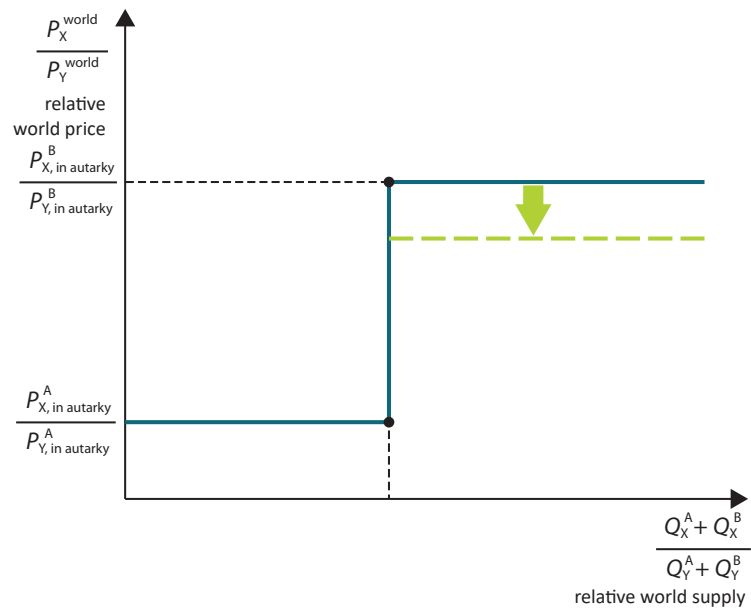 P_X^world
P_Y^world
relative
world price
P_X, in autarky^B
P_Y, in autarky^B
P_X, in autarky^A
P_Y, in autarky^A
Q_X^A + Q_X^B
Q_Y^A + Q_Y^B
relative world supply